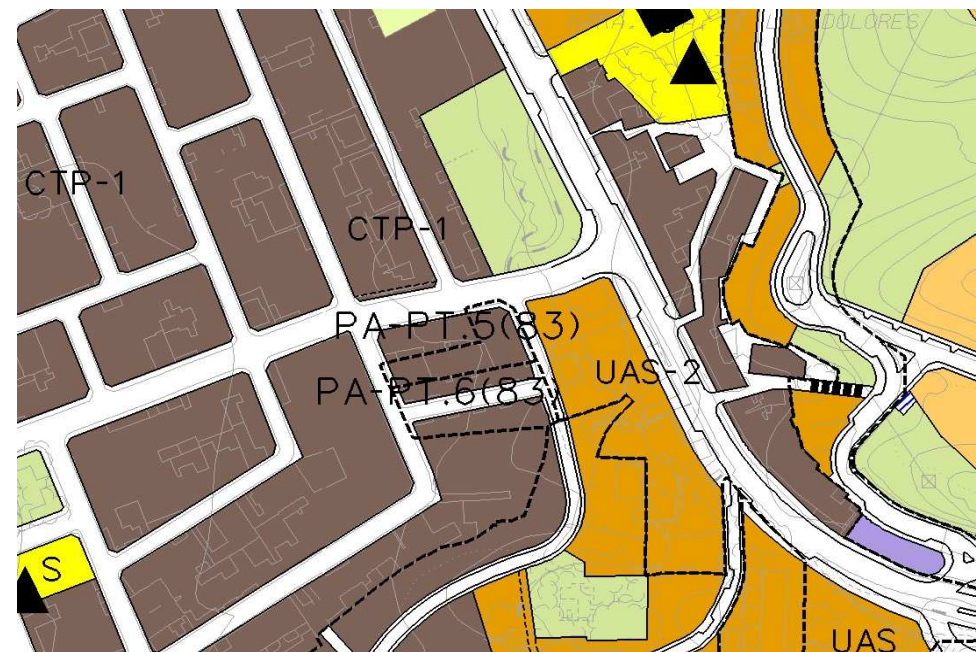 DOLORES
CTP-1
CTP-1
PA-PT.5(83)
UAS-2
PA-PT.6(83)
S
UAS